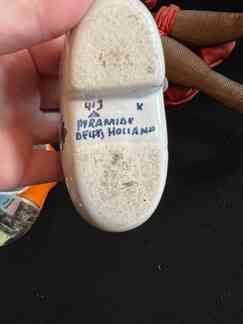 413 x
PYRAMIDE
DELFT, HOLLAND